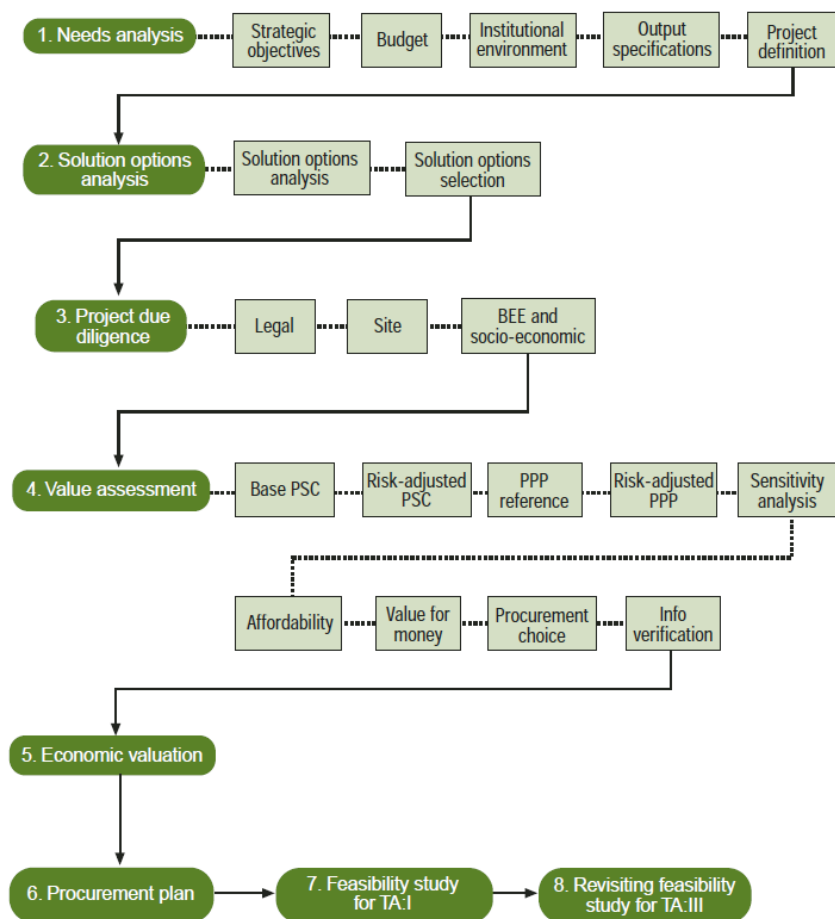 1. Needs analysis
Strategic
objectives
Budget
Institutional
environment
Output
specifications
Project
definition
2. Solution options
analysis
Solution options
analysis
Solution options
selection
3. Project due
diligence
Legal
Site
BEE and
socio-economic
4. Value assessment
Base PSC
Risk-adjusted
PSC
PPP
reference
Risk-adjusted
PPP
Sensitivity
analysis
Affordability
Value for
money
Procurement
choice
Info
verification
5. Economic valuation
6. Procurement plan
7. Feasibility study
for TA:I
8. Revisiting feasibility
study for TA:III